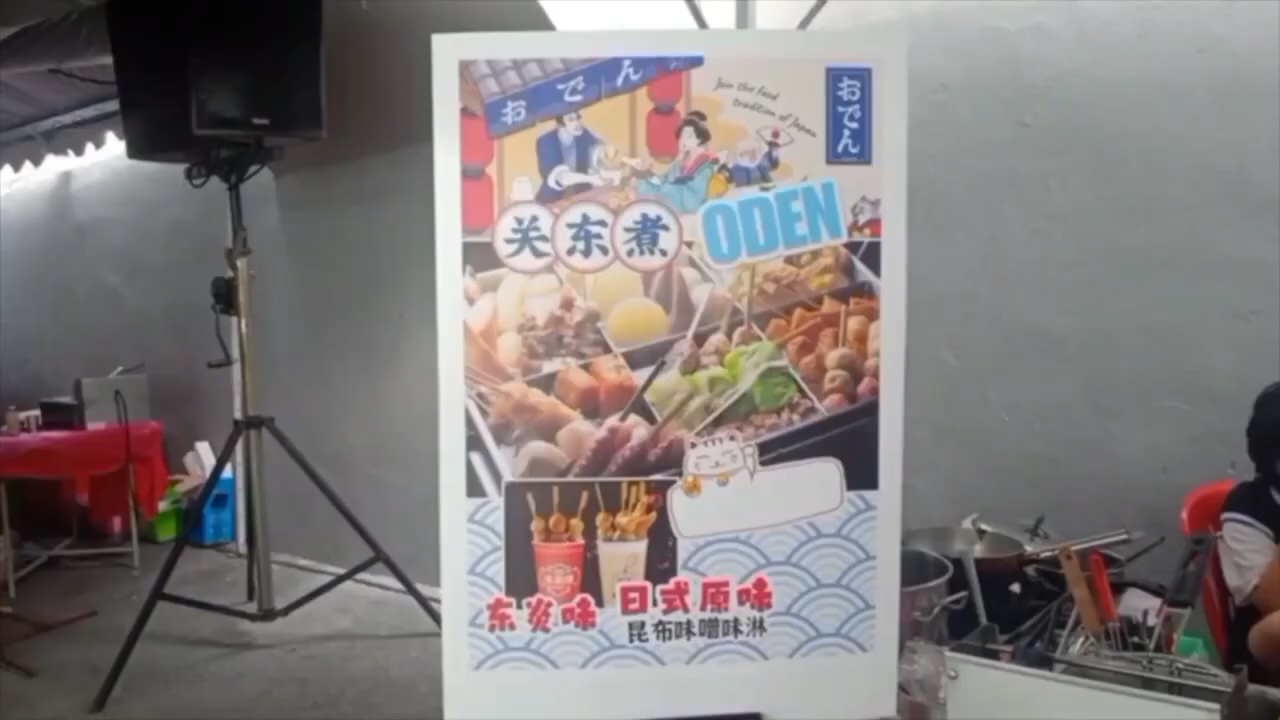 おでん
Join the food
tradition of Japan
おでん
关东煮
ODEN
东炎味
日式原味
昆布味噌味淋